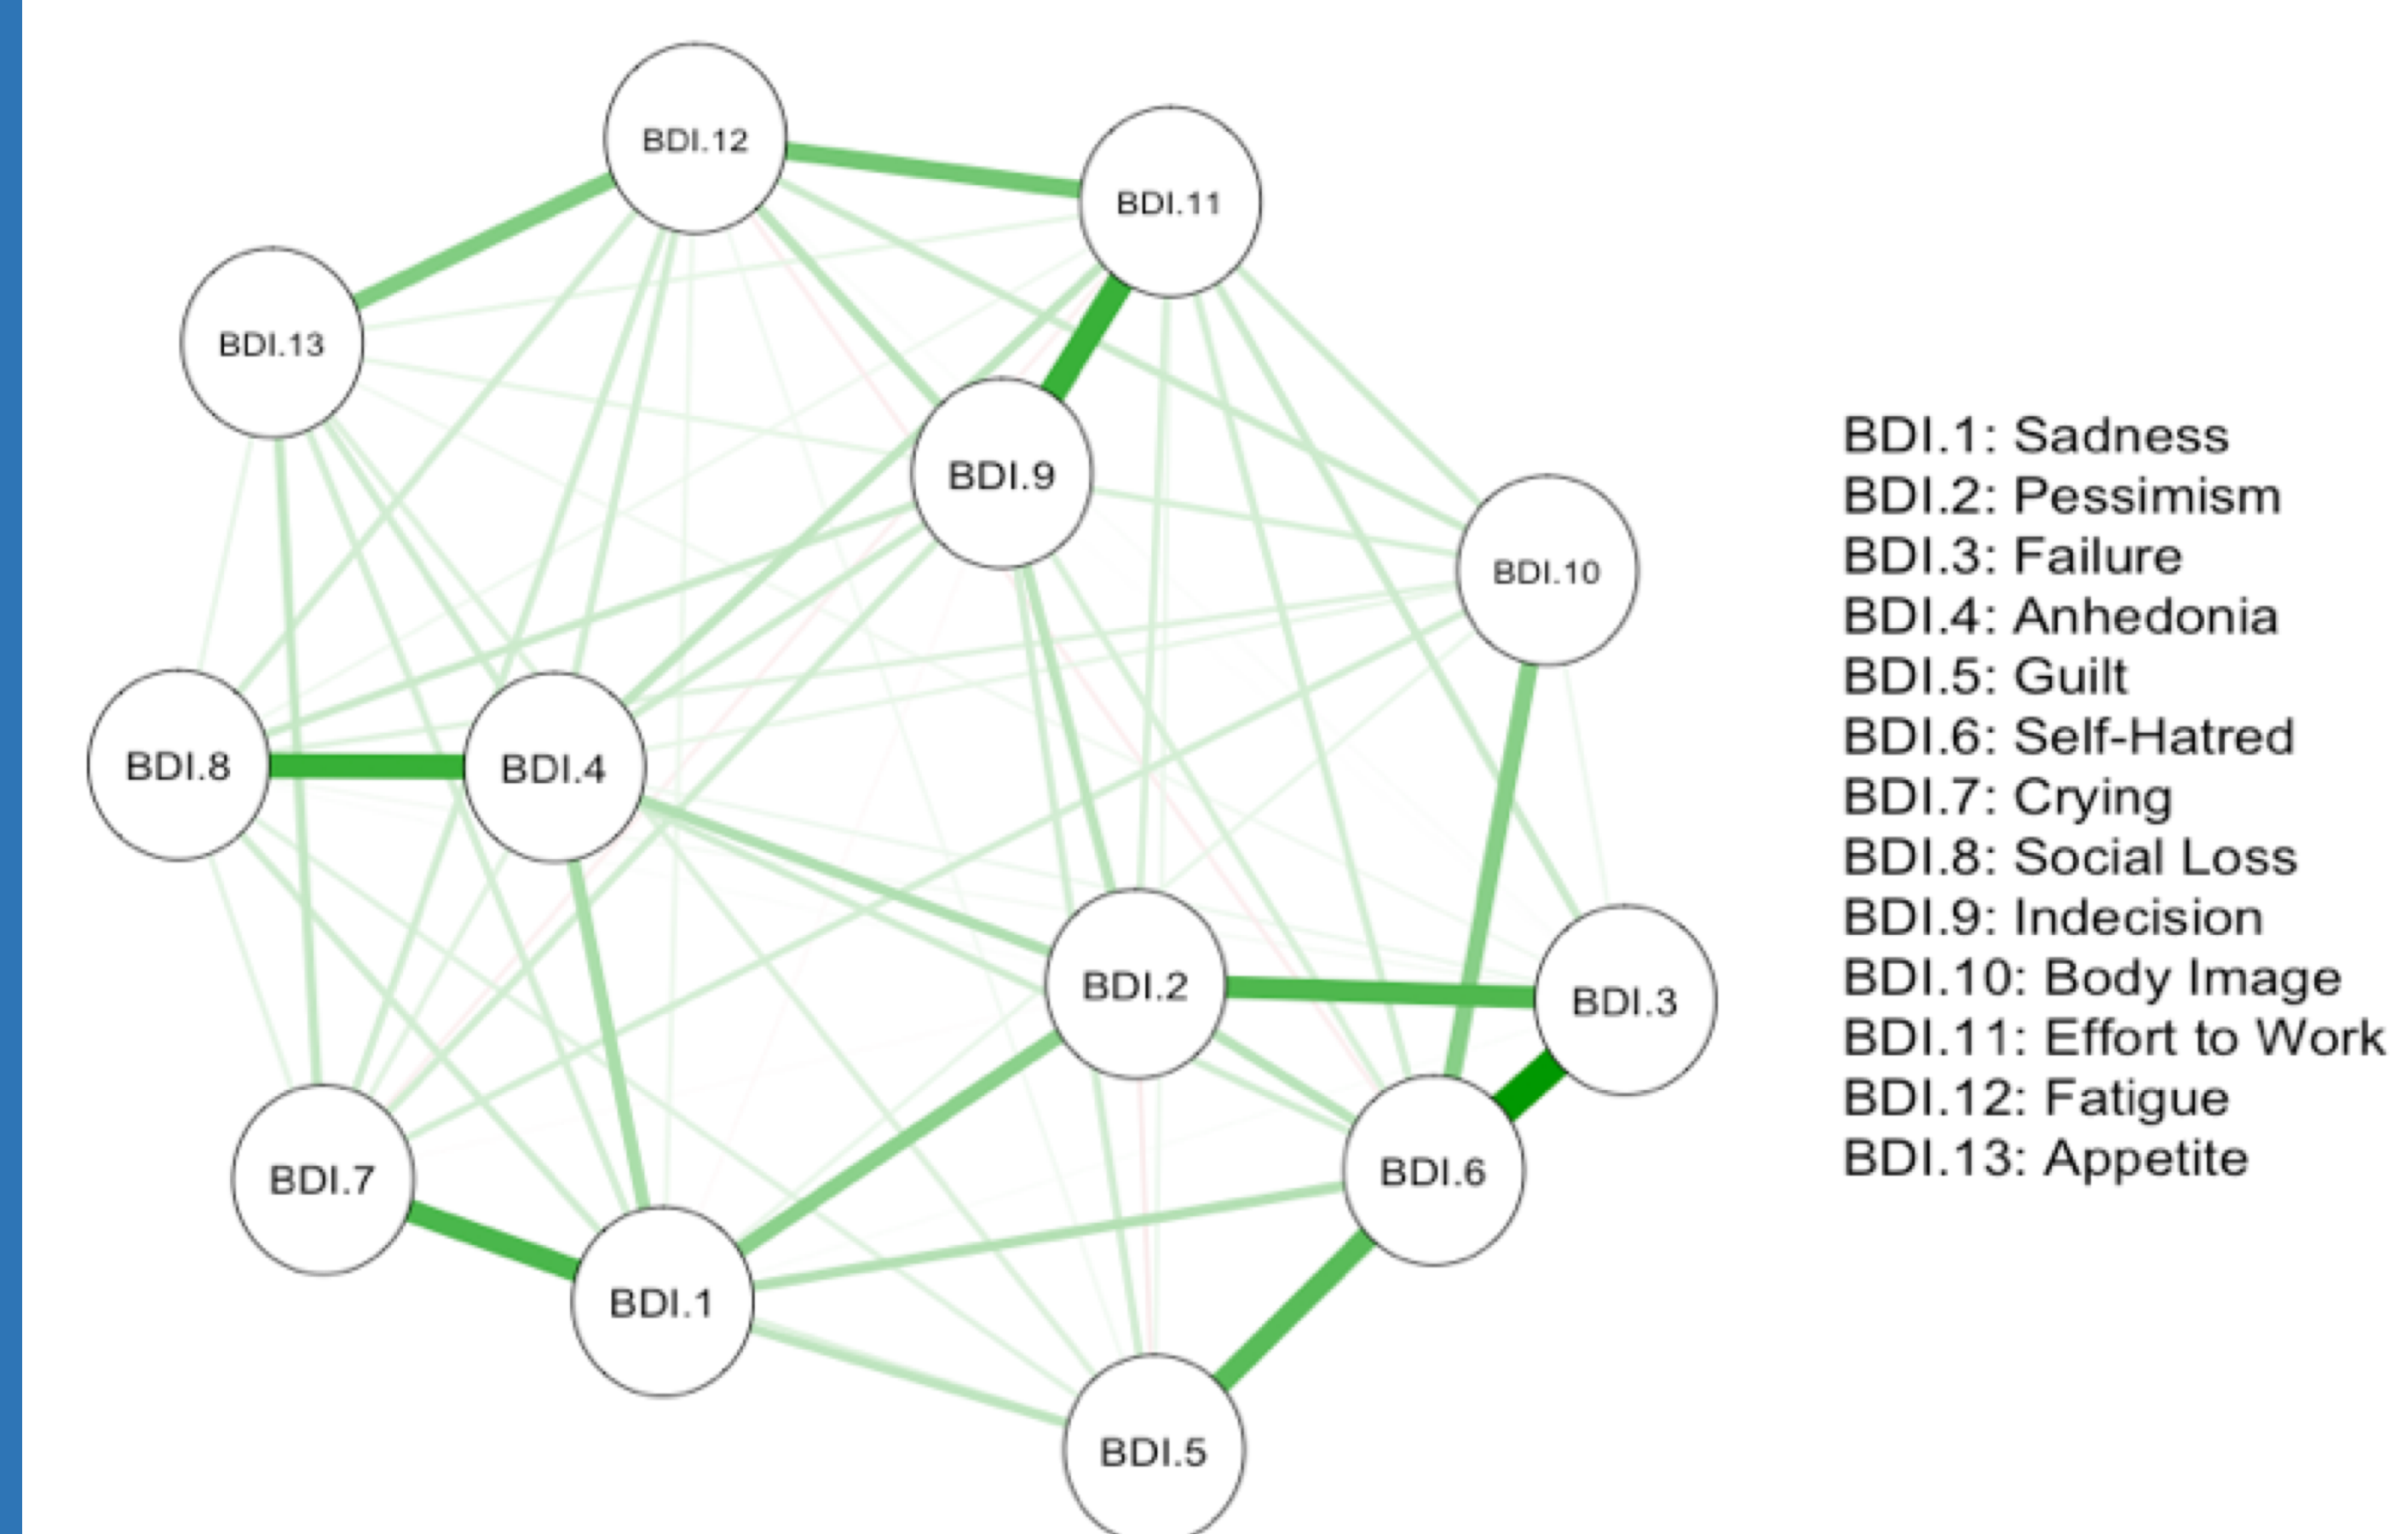 BDI.12
BDI.11
BDI.13
BDI.9
BDI.10
BDI.8
BDI.4
BDI.2
BDI.3
BDI.7
BDI.6
BDI.1
BDI.5
BDI.1: Sadness
BDI.2: Pessimism
BDI.3: Failure
BDI.4: Anhedonia
BDI.5: Guilt
BDI.6: Self-Hatred
BDI.7: Crying
BDI.8: Social Loss
BDI.9: Indecision
BDI.10: Body Image
BDI.11: Effort to Work
BDI.12: Fatigue
BDI.13: Appetite